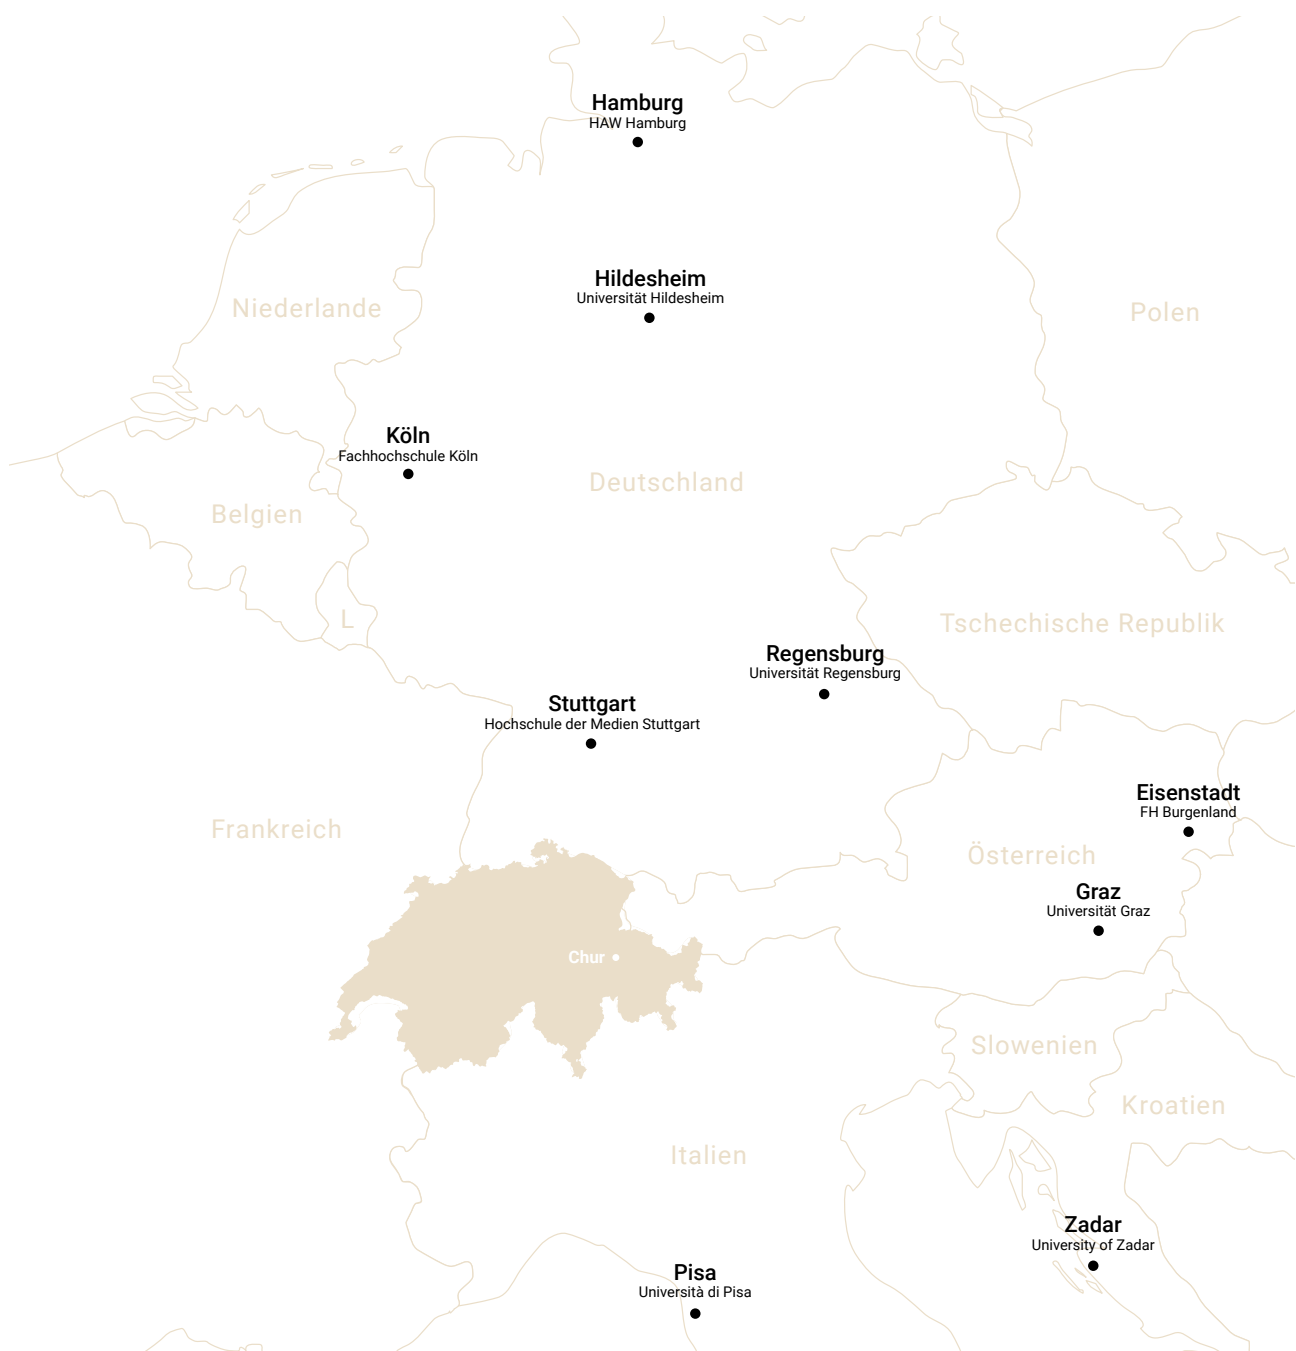 Hamburg
HAW Hamburg
Hildesheim
Universität Hildesheim
Niederlande
Polen
Köln
Fachhochschule Köln
Deutschland
Belgien
L
Tschechische Republik
Regensburg
Universität Regensburg
Stuttgart
Hochschule der Medien Stuttgart
Eisenstadt
FH Burgenland
Frankreich
Österreich
Graz
Universität Graz
Chur
Slowenien
Kroatien
Italien
Zadar
University of Zadar
Pisa
Università di Pisa